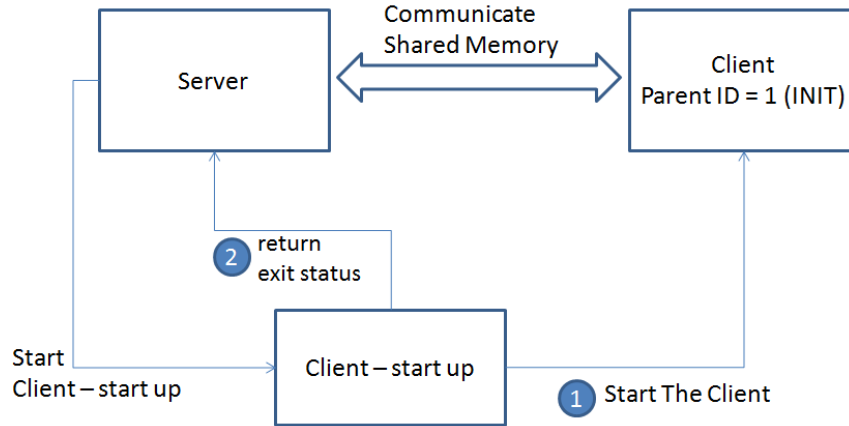 Communicate
Shared Memory
Server
Client
Parent ID = 1 (INIT)
2
return
exit status
Start
Client – start up
Client – start up
1
Start The Client